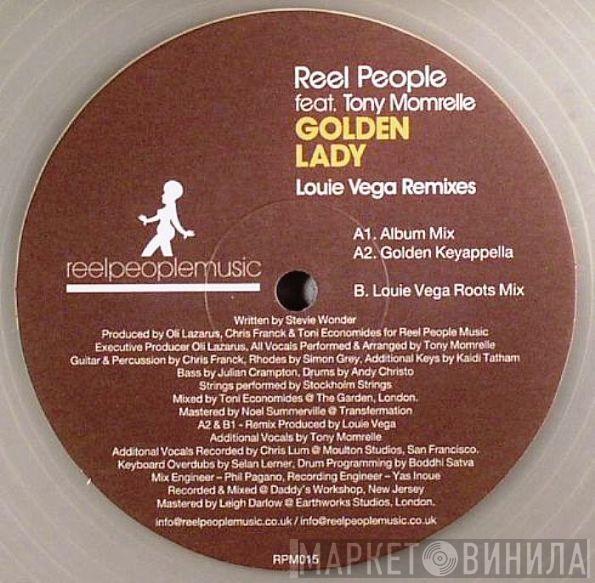 Reel People
feat. Tony Momrelle
GOLDEN
LADY
Louie Vega Remixes
A1. Album Mix
A2. Golden Keyappella
B. Louie Vega Roots Mix
reelpeoplemusic
Written by Stevie Wonder
Produced by Oli Lazarus, Chris Franck & Toni Economides for Reel People Music
Executive Producer Oli Lazarus, All Vocals Performed & Arranged by Tony Momrelle
Guitar & Percussion by Chris Franck, Rhodes by Simon Grey, Additional Keys by Kaidi Tatham
Bass by Julian Crampton, Drums by Andy Christo
Strings performed by Stockholm Strings
Mixed by Toni Economides @ The Garden, London.
Mastered by Noel Summerville @ Transfermation
A2 & B1 - Remix Produced by Louie Vega
Additional Vocals by Tony Momrelle
Additonal Vocals Recorded by Chris Lum @ Moulton Studios, San Francisco.
Keyboard Overdubs by Selan Lerner, Drum Programming by Boddhi Satva
Mix Engineer – Phil Pagano, Recording Engineer – Yas Inoue
Recorded & Mixed @ Daddy's Workshop, New Jersey
Mastered by Leigh Darlow @ Earthworks Studios, London.
info@reelpeoplemusic.co.uk / info@reelpeoplemusic.co.uk
RPM015
МАРКЕТ ВИНИЛА